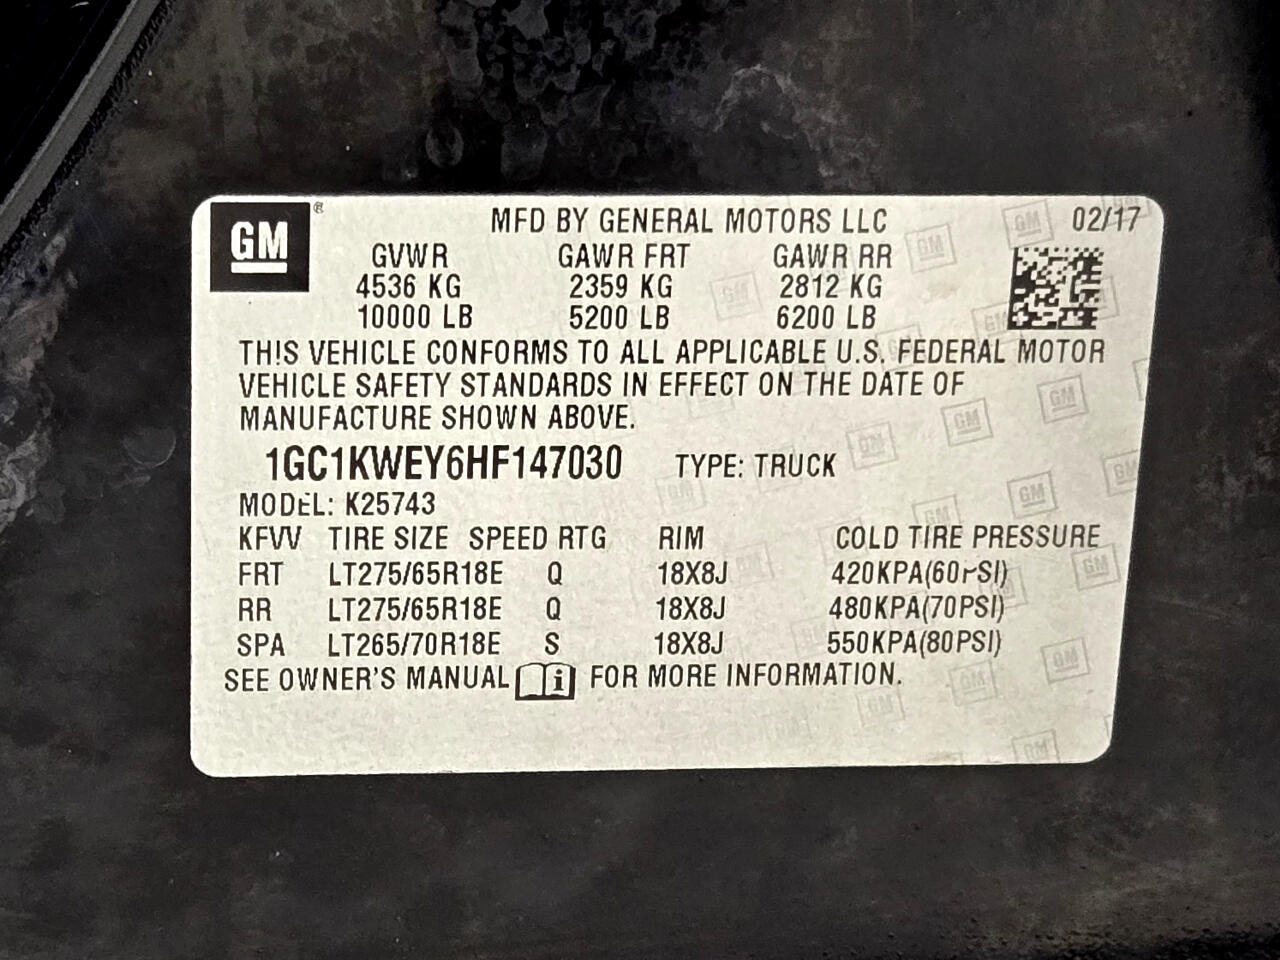 GM ® MFD BY GENERAL MOTORS LLC 02/17
GVWR GAWR FRT GAWR RR
4536 KG 2359 KG 2812 KG
10000 LB 5200 LB 6200 LB
THIS VEHICLE CONFORMS TO ALL APPLICABLE U.S. FEDERAL MOTOR
VEHICLE SAFETY STANDARDS IN EFFECT ON THE DATE OF
MANUFACTURE SHOWN ABOVE.
1GC1KWEY6HF147030 TYPE: TRUCK
MODEL: K25743
KFVV TIRE SIZE SPEED RTG RIM COLD TIRE PRESSURE
FRT LT275/65R18E Q 18X8J 420KPA(60PSI)
RR LT275/65R18E Q 18X8J 480KPA(70PSI)
SPA LT265/70R18E S 18X8J 550KPA(80PSI)
SEE OWNER'S MANUAL i FOR MORE INFORMATION.